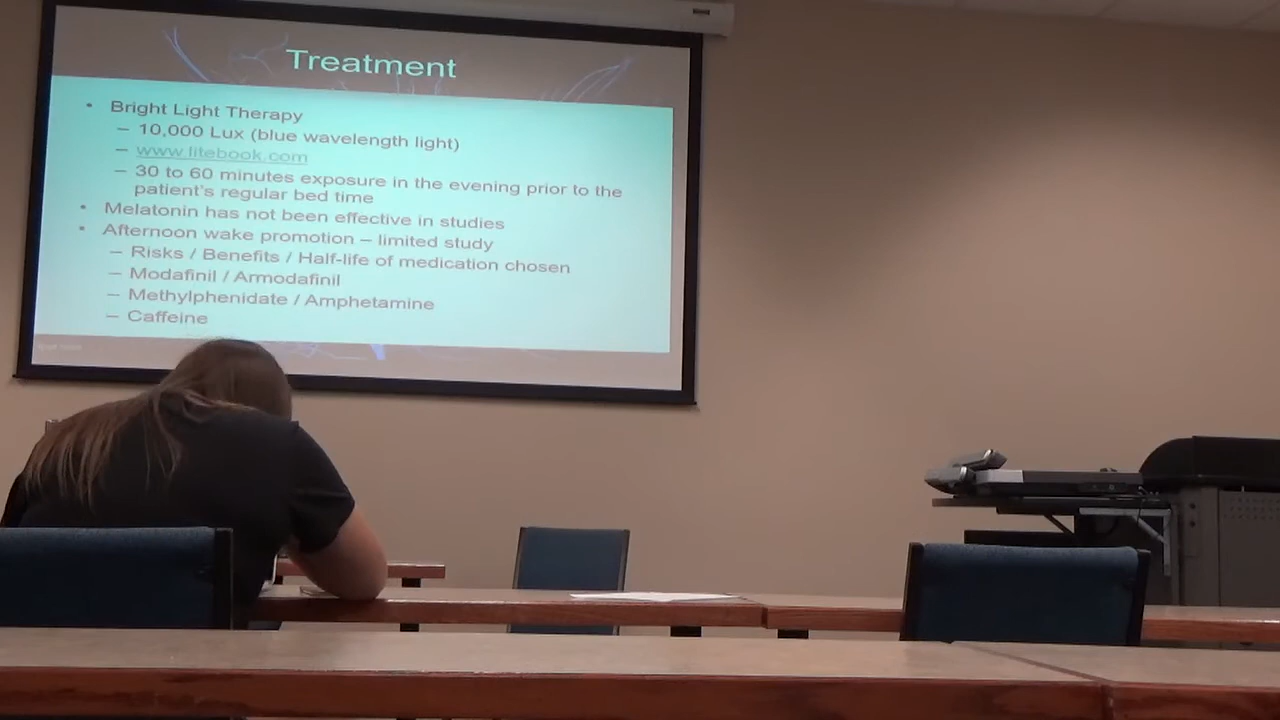 Treatment
• Bright Light Therapy
– 10,000 Lux (blue wavelength light)
– www.litebook.com
– 30 to 60 minutes exposure in the evening prior to the
patient's regular bed time
• Melatonin has not been effective in studies
• Afternoon wake promotion – limited study
– Risks / Benefits / Half-life of medication chosen
– Modafinil / Armodafinil
– Methylphenidate / Amphetamine
– Caffeine